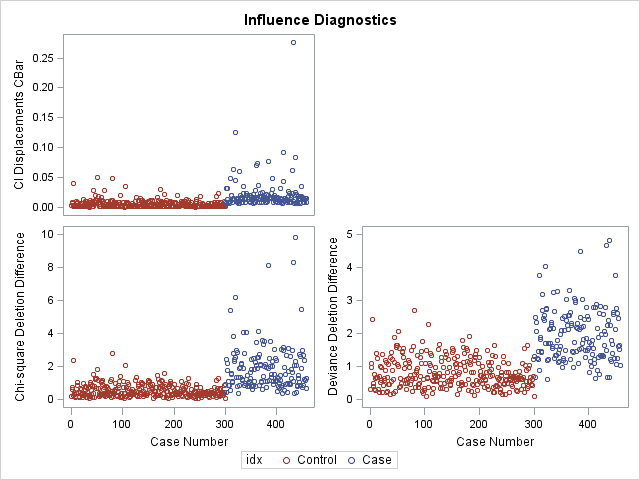 Influence Diagnostics
CI Displacements CBar
0.25
0.20
0.15
0.10
0.05
0.00
Chi-square Deletion Difference
10
8
6
4
2
0
0 100 200 300 400
Case Number
Deviance Deletion Difference
5
4
3
2
1
0
0 100 200 300 400
Case Number
idx Control Case